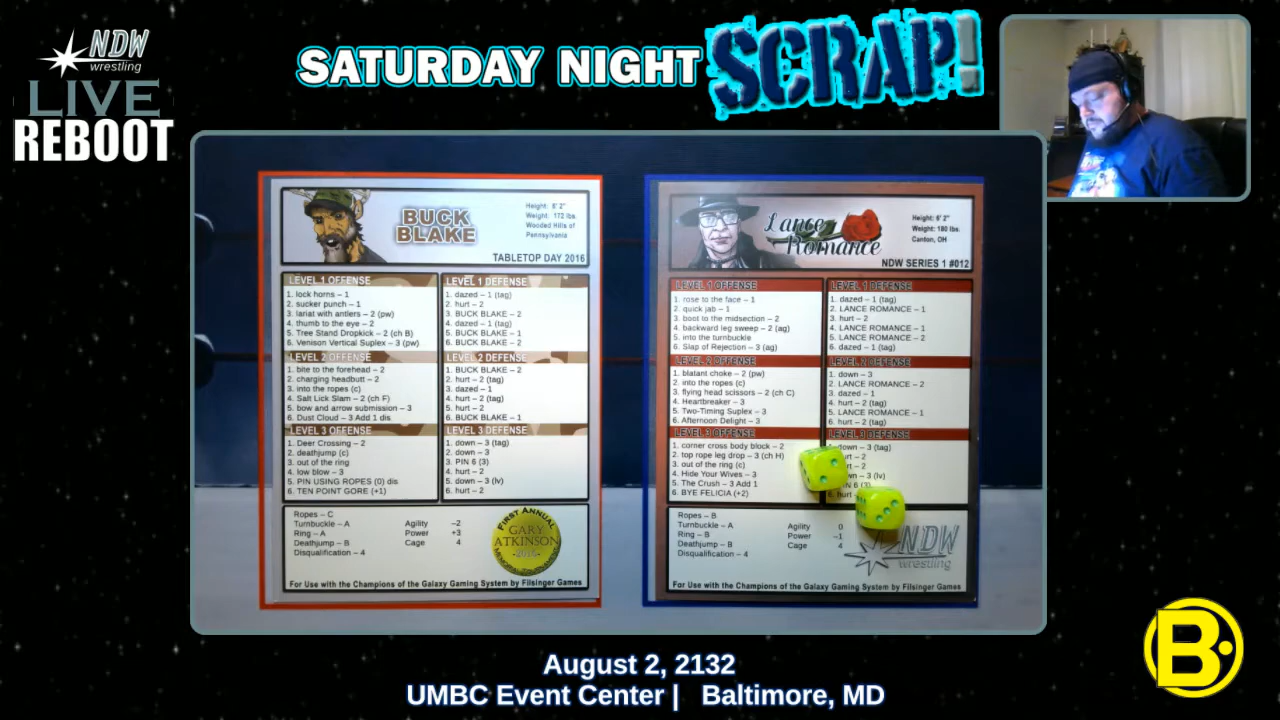 NDW
wrestling
LIVE
REBOOT
SATURDAY NIGHT SCRAP!
BUCK
BLAKE
Height: 6' 2"
Weight: 172 lbs.
Wooded Hills of
Pennsylvania
TABLETOP DAY 2016
LEVEL 1 OFFENSE
1. lock horns – 1
2. sucker punch – 1
3. lariat with antlers – 2 (pw)
4. thumb to the eye – 2
5. Tree Stand Dropkick – 2 (ch B)
6. Venison Vertical Suplex – 3 (pw)
LEVEL 1 DEFENSE
1. dazed – 1 (tag)
2. hurt – 2
3. BUCK BLAKE – 2
4. dazed – 1 (tag)
5. BUCK BLAKE – 1
6. BUCK BLAKE – 2
LEVEL 2 OFFENSE
1. bite to the forehead – 2
2. charging headbutt – 2
3. into the ropes (c)
4. Salt Lick Slam – 2 (ch F)
5. bow and arrow submission – 3
6. Dust Cloud – 3 Add 1 dis
LEVEL 2 DEFENSE
1. BUCK BLAKE – 2
2. hurt – 2 (tag)
3. dazed – 1
4. hurt – 2 (tag)
5. hurt – 2
6. BUCK BLAKE – 1
LEVEL 3 OFFENSE
1. Deer Crossing – 2
2. deathjump (c)
3. out of the ring
4. low blow – 3
5. PIN USING ROPES (0) dis
6. TEN POINT GORE (+1)
LEVEL 3 DEFENSE
1. down – 3 (tag)
2. down – 3
3. PIN 6 (3)
4. hurt – 2
5. down – 3 (lv)
6. hurt – 2
Ropes – C
Turnbuckle – A
Ring – A
Deathjump – B
Disqualification – 4
Agility –2
Power +3
Cage 4
FIRST ANNUAL
GARY
ATKINSON
-2016-
For Use with the Champions of the Galaxy Gaming System by Filsinger Games
Lance
Romance
Height: 6' 2"
Weight: 180 lbs.
Canton, OH
NDW SERIES 1 #012
LEVEL 1 OFFENSE
1. rose to the face – 1
2. quick jab – 1
3. boot to the midsection – 2
4. backward leg sweep – 2 (ag)
5. into the turnbuckle
6. Slap of Rejection – 3 (ag)
LEVEL 1 DEFENSE
1. dazed – 1 (tag)
2. LANCE ROMANCE – 1
3. hurt – 2
4. LANCE ROMANCE – 1
5. LANCE ROMANCE – 1
6. dazed – 1 (tag)
LEVEL 2 OFFENSE
1. blatant choke – 2 (pw)
2. into the ropes (c)
3. flying head scissors – 2 (ch C)
4. Heartbreaker – 3
5. Two-Timing Suplex – 3
6. Afternoon Delight – 3
LEVEL 2 DEFENSE
1. down – 3
2. LANCE ROMANCE – 2
3. dazed – 1
4. hurt – 2 (tag)
5. LANCE ROMANCE – 1
6. hurt – 2 (tag)
LEVEL 3 OFFENSE
1. corner cross body block – 2
2. top rope leg drop – 3 (ch H)
3. out of the ring (c)
4. Hide Your Wives – 3
5. The Crush – 3 Add 1
6. BYE FELICIA (+2)
LEVEL 3 DEFENSE
down – 3 (tag)
– 2
– 2
– 3 (lv)
6 (3)
6. hurt
Ropes – B
Turnbuckle – A
Ring – B
Deathjump – B
Disqualification – 4
Agility 0
Power –1
Cage 4
NDW
wrestling
For Use with the Champions of the Galaxy Gaming System by Filsinger Games
B
August 2, 2132
UMBC Event Center | Baltimore, MD